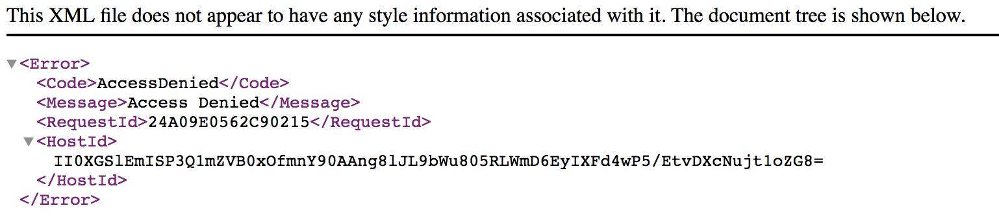 This XML file does not appear to have any style information associated with it. The document tree is shown below.
<Error>
<Code>AccessDenied</Code>
<Message>Access Denied</Message>
<RequestId>24A09E0562C90215</RequestId>
<HostId>
II0XGSlEmISP3Q1mZVB0xOfmnY90AAng8lJL9bWu805RLWmD6EyIXFd4wP5/EtvDXcNujt1oZG8=
</HostId>
</Error>